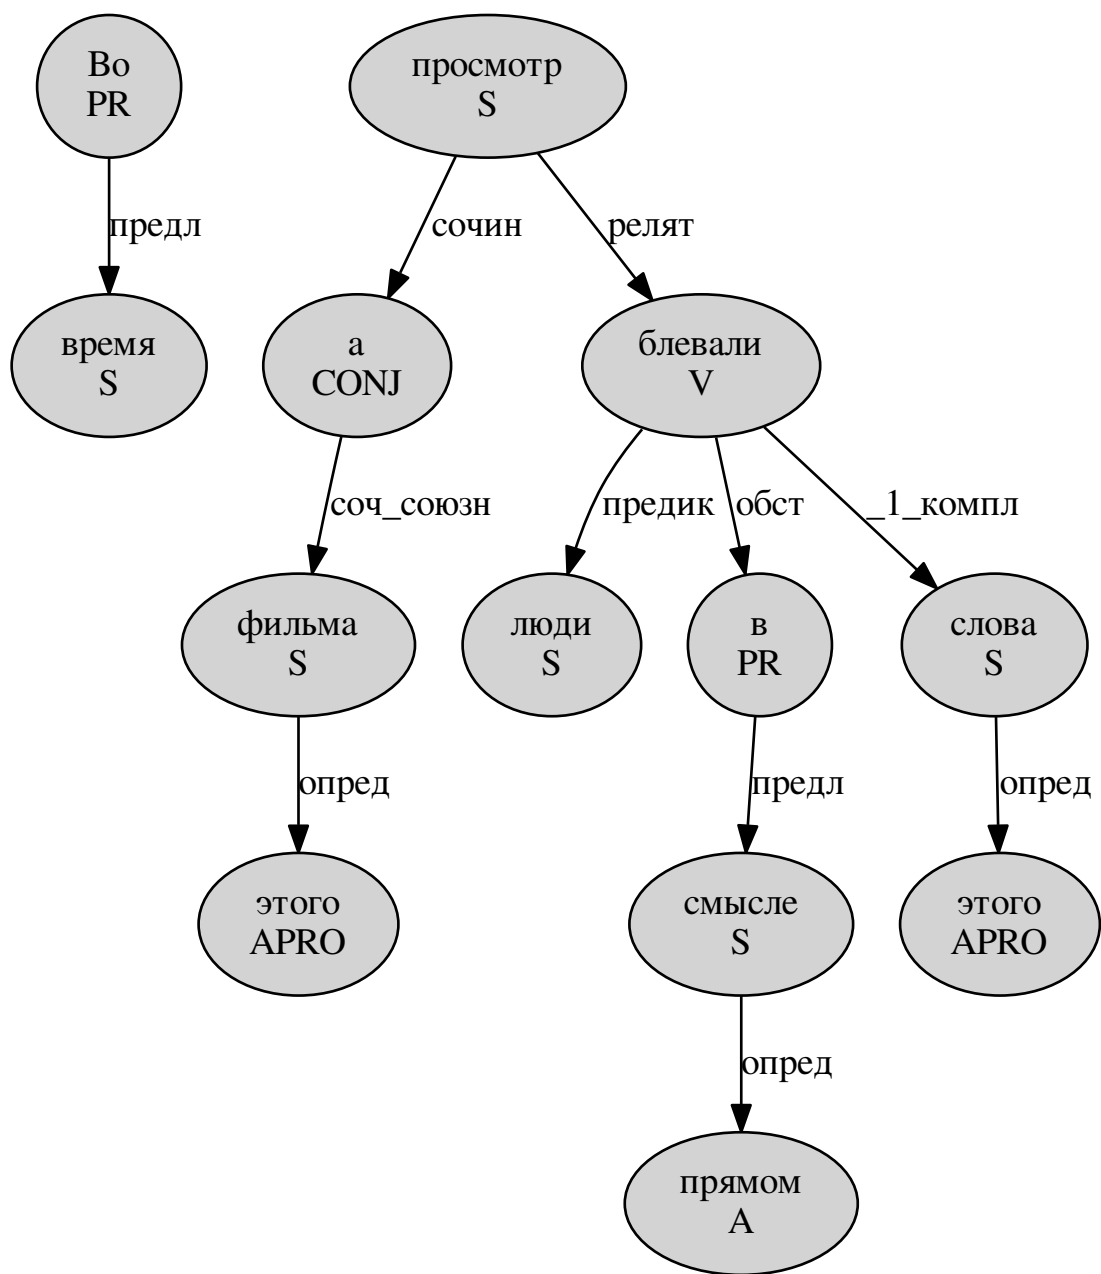 Во
PR
просмотр
S
предл
сочин
релят
время
S
а
CONJ
блевали
V
соч_союзн
предик
обст
_1_компл
фильма
S
люди
S
в
PR
слова
S
опред
предл
опред
этого
APRO
смысле
S
этого
APRO
опред
прямом
A